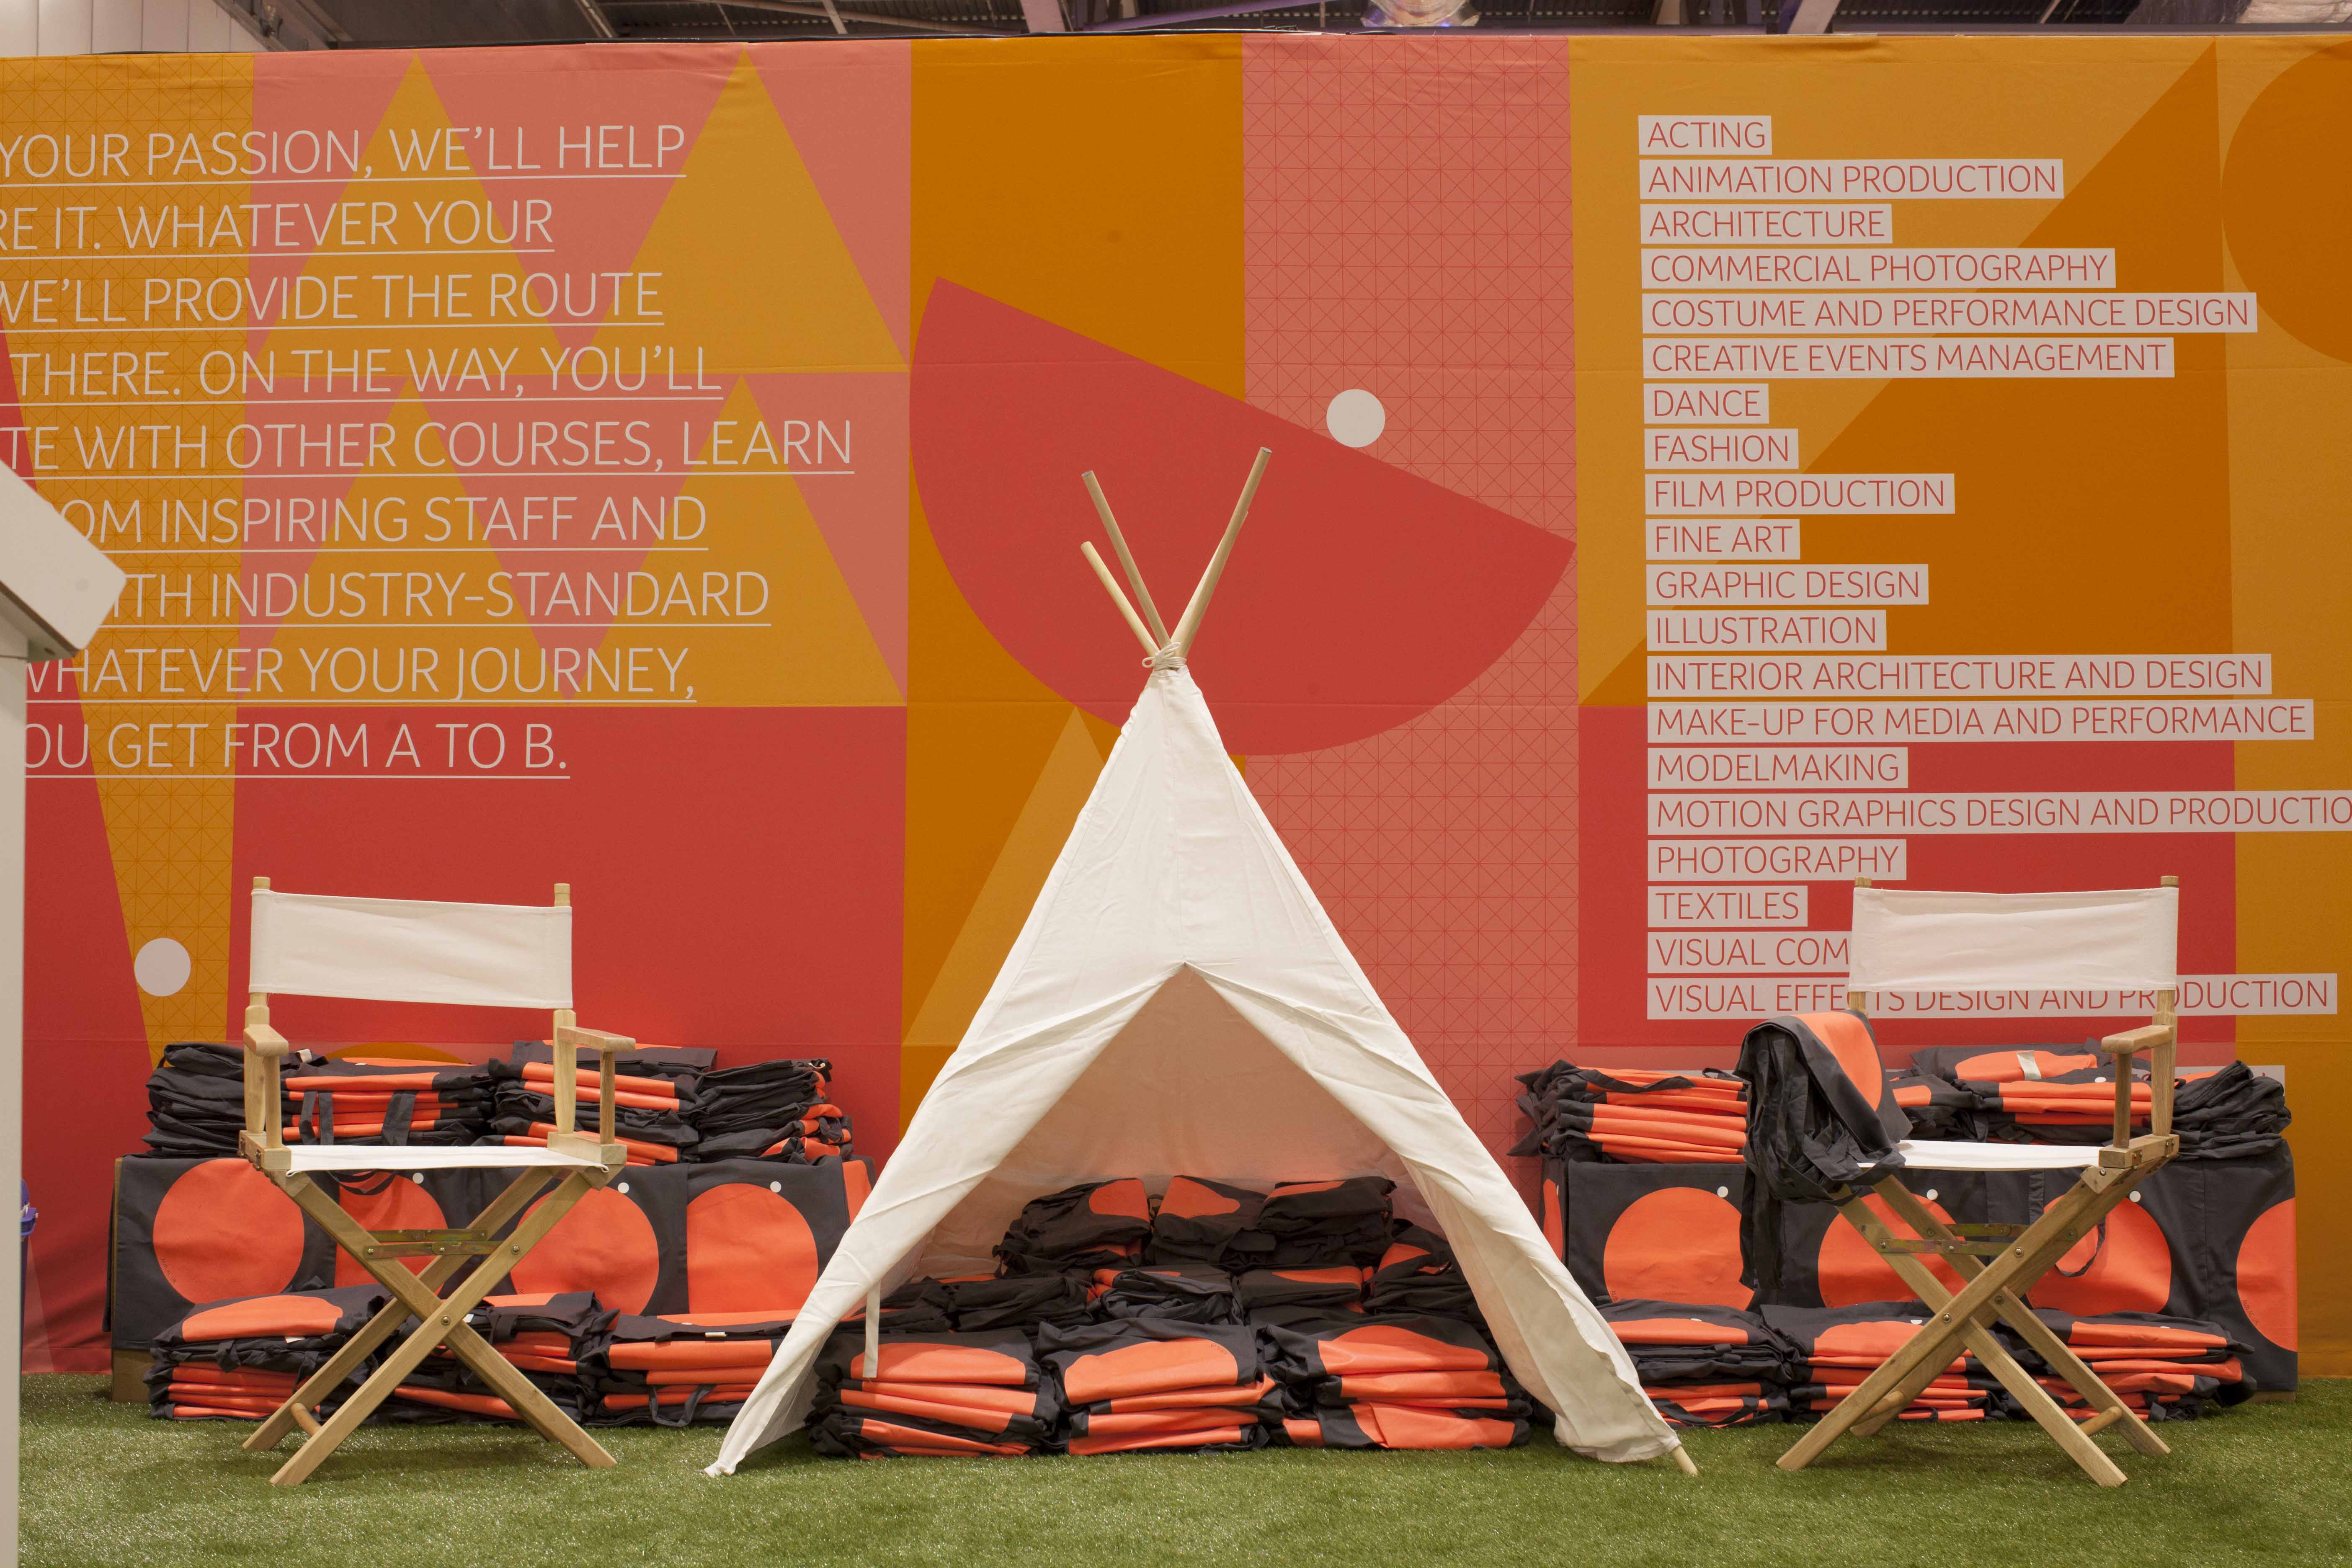 YOUR PASSION, WE'LL HELP
RE IT. WHATEVER YOUR
WE'LL PROVIDE THE ROUTE
THERE. ON THE WAY, YOU'LL
TE WITH OTHER COURSES, LEARN
OM INSPIRING STAFF AND
ITH INDUSTRY-STANDARD
WHATEVER YOUR JOURNEY,
OU GET FROM A TO B.
ACTING
ANIMATION PRODUCTION
ARCHITECTURE
COMMERCIAL PHOTOGRAPHY
COSTUME AND PERFORMANCE DESIGN
CREATIVE EVENTS MANAGEMENT
DANCE
FASHION
FILM PRODUCTION
FINE ART
GRAPHIC DESIGN
ILLUSTRATION
INTERIOR ARCHITECTURE AND DESIGN
MAKE-UP FOR MEDIA AND PERFORMANCE
MODELMAKING
MOTION GRAPHICS DESIGN AND PRODUCTIO
PHOTOGRAPHY
TEXTILES
VISUAL COM
VISUAL EFFECTS DESIGN AND PRODUCTION